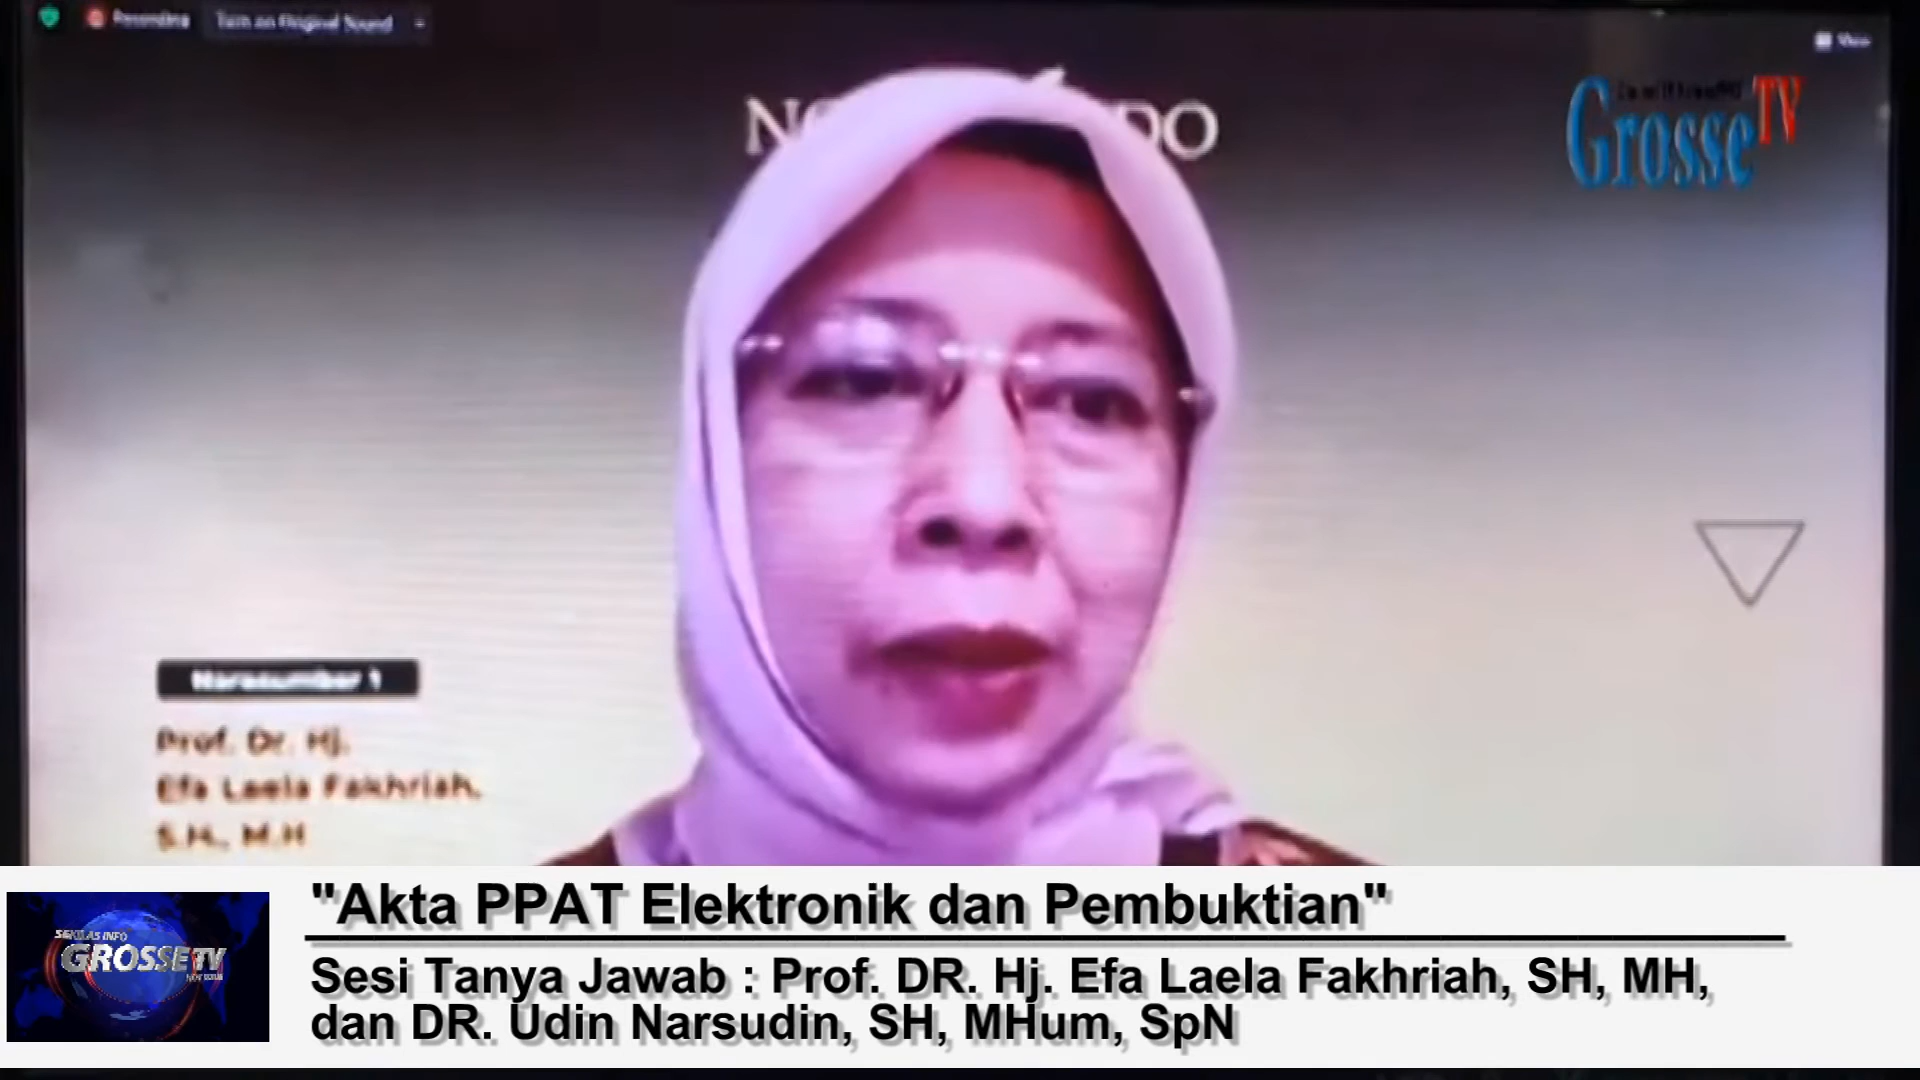 Recording Turn on Original Sound
View
GrosseTV
Narasumber 1
Prof. Dr. Hj.
Efa Laela Fakhriah,
S.H., M.H
"Akta PPAT Elektronik dan Pembuktian"
SEKILAS INFO
GROSSETV
Sesi Tanya Jawab : Prof. DR. Hj. Efa Laela Fakhriah, SH, MH,
dan DR. Udin Narsudin, SH, MHum, SpN